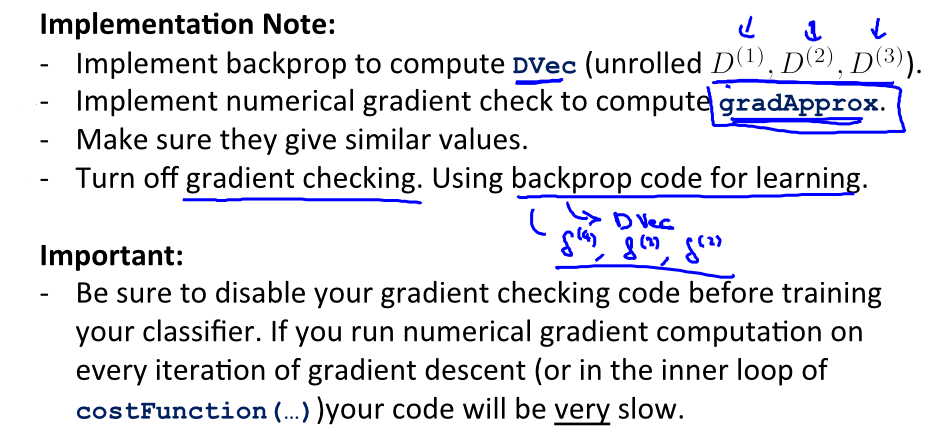 Implementation Note:
- Implement backprop to compute DVec (unrolled D^(1), D^(2), D^(3)).
- Implement numerical gradient check to compute gradApprox.
- Make sure they give similar values.
- Turn off gradient checking. Using backprop code for learning.
DVec
δ^(4), δ^(3), δ^(2)
Important:
- Be sure to disable your gradient checking code before training
your classifier. If you run numerical gradient computation on
every iteration of gradient descent (or in the inner loop of
costFunction(…))your code will be very slow.